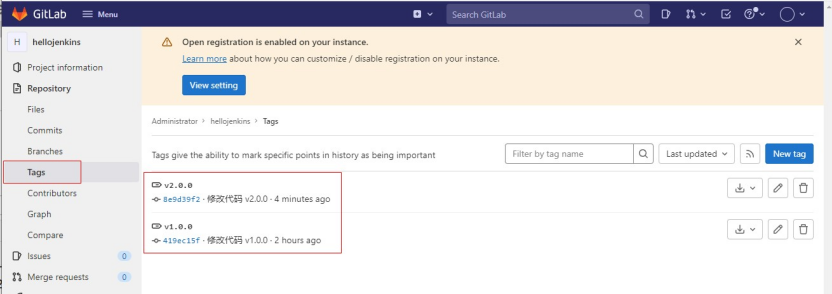 GitLab Menu Search GitLab
H hellojenkins
Project information
Repository
Files
Commits
Branches
Tags
Contributors
Graph
Compare
Issues 0
Merge requests 0
Open registration is enabled on your instance.
Learn more about how you can customize / disable registration on your instance.
View setting
Administrator > hellojenkins > Tags
Tags give the ability to mark specific points in history as being important
Filter by tag name
Last updated
New tag
v2.0.0
8e9d39f2 · 修改代码 v2.0.0 · 4 minutes ago
v1.0.0
419ec15f · 修改代码 v1.0.0 · 2 hours ago